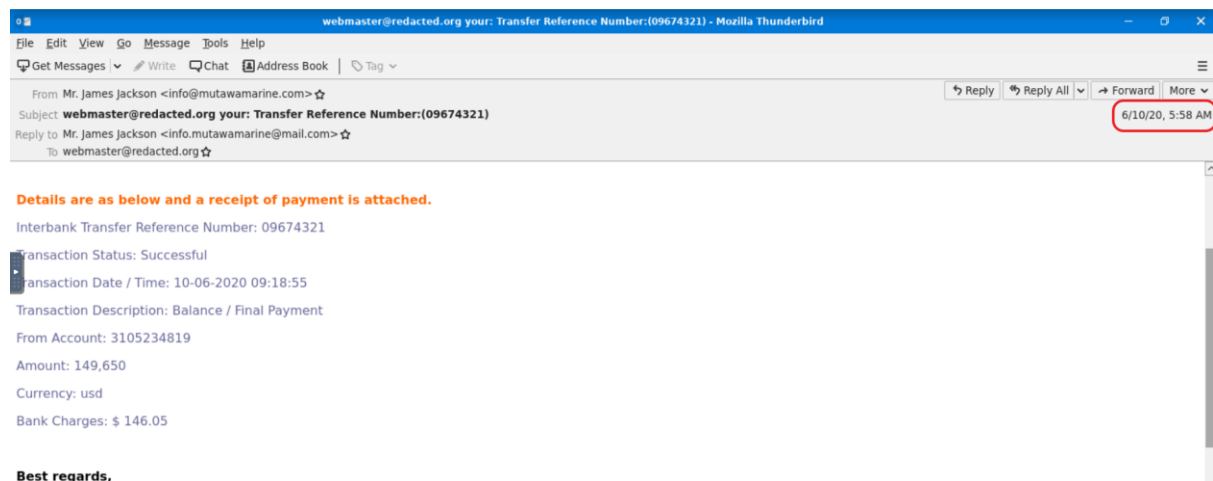 webmaster@redacted.org your: Transfer Reference Number:(09674321) - Mozilla Thunderbird
File Edit View Go Message Tools Help
Get Messages Write Chat Address Book Tag
From Mr. James Jackson <info@mutawamarine.com> Reply Reply All Forward More
Subject webmaster@redacted.org your: Transfer Reference Number:(09674321) 6/10/20, 5:58 AM
Reply to Mr. James Jackson <info.mutawamarine@mail.com>
To webmaster@redacted.org
Details are as below and a receipt of payment is attached.
Interbank Transfer Reference Number: 09674321
Transaction Status: Successful
Transaction Date / Time: 10-06-2020 09:18:55
Transaction Description: Balance / Final Payment
From Account: 3105234819
Amount: 149,650
Currency: usd
Bank Charges: $ 146.05
Best regards,